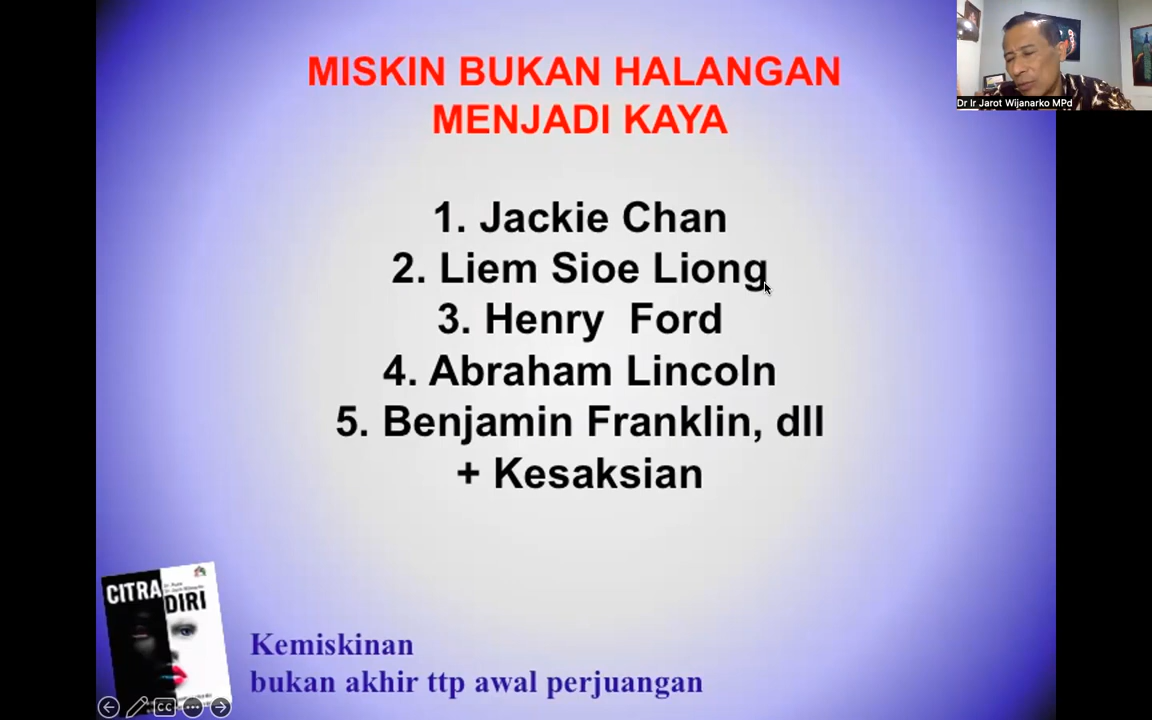 MISKIN BUKAN HALANGAN
MENJADI KAYA
1. Jackie Chan
2. Liem Sioe Liong
3. Henry  Ford
4. Abraham Lincoln
5. Benjamin Franklin, dll
+ Kesaksian
Kemiskinan
bukan akhir ttp awal perjuangan
CITRA
DIRI
Dr Ir Jarot Wijanarko MPd
CC